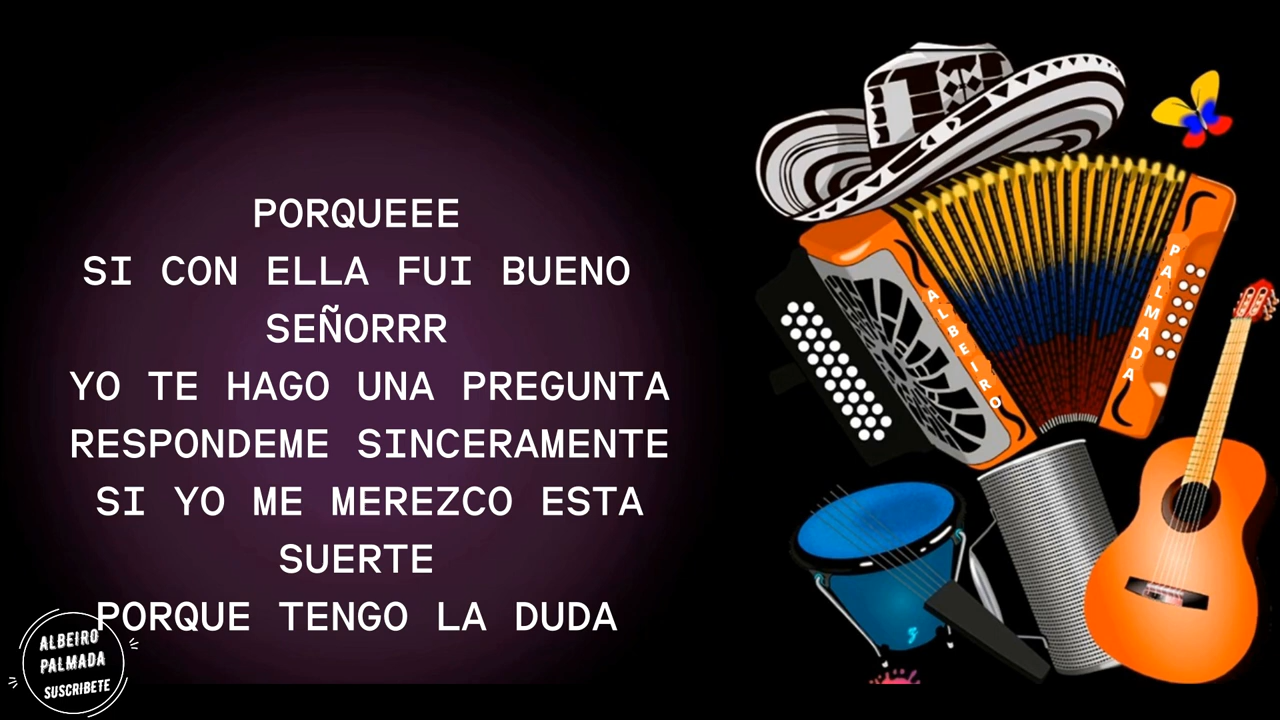 PORQUEEE
SI CON ELLA FUI BUENO
SEÑORRR
YO TE HAGO UNA PREGUNTA
RESPONDEME SINCERAMENTE
SI YO ME MEREZCO ESTA
SUERTE
PORQUE TENGO LA DUDA
ALBEIRO
PALMADA
SUSCRIBETE
ALBEIRO
PALMADA